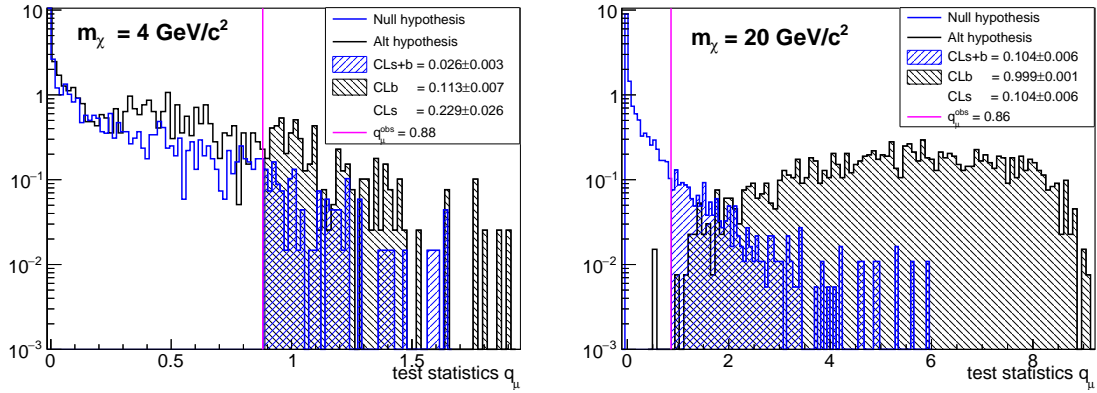 m_χ = 4 GeV/c²
Null hypothesis
Alt hypothesis
CLs+b = 0.026±0.003
CLb = 0.113±0.007
CLs = 0.229±0.026
q_μ^obs = 0.88
10
1
10⁻¹
10⁻²
10⁻³
0 0.5 1 1.5
test statistics q_μ
m_χ = 20 GeV/c²
Null hypothesis
Alt hypothesis
CLs+b = 0.104±0.006
CLb = 0.999±0.001
CLs = 0.104±0.006
q_μ^obs = 0.86
10
1
10⁻¹
10⁻²
10⁻³
0 2 4 6 8
test statistics q_μ